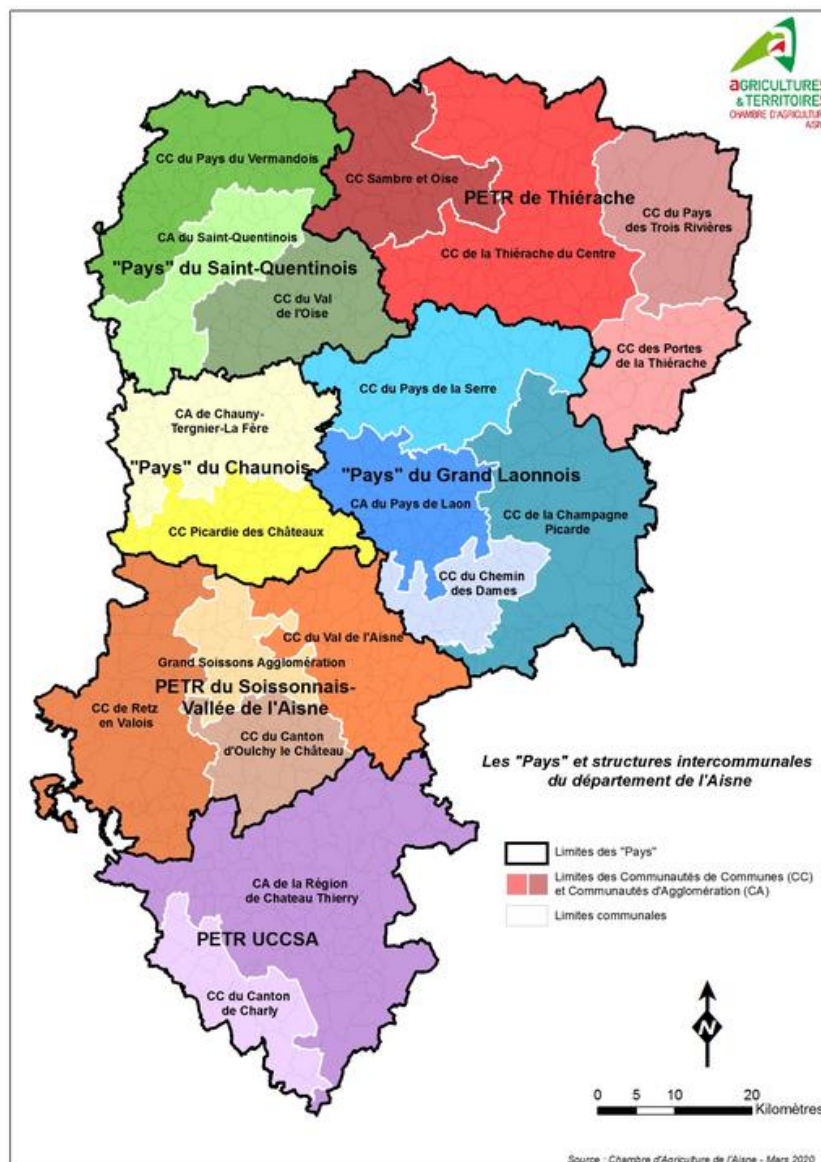 aGRICULTURES
& TERRITOIRES
CHAMBRE D'AGRICULTURE
AISNE
CC du Pays du Vermandois
CC Sambre et Oise
PETR de Thiérache
CC du Pays
des Trois Rivières
CA du Saint-Quentinois
"Pays" du Saint-Quentinois
CC de la Thiérache du Centre
CC du Val
de l'Oise
CC des Portes
de la Thiérache
CC du Pays de la Serre
CA de Chauny-
Tergnier-La Fère
"Pays" du Chaunois
"Pays" du Grand Laonnois
CA du Pays de Laon
CC de la Champagne
Picarde
CC Picardie des Châteaux
CC du Chemin
des Dames
CC du Val de l'Aisne
Grand Soissons Agglomération
PETR du Soissonnais-
Vallée de l'Aisne
CC de Retz
en Valois
CC du Canton
d'Oulchy le Château
Les "Pays" et structures intercommunales
du département de l'Aisne
Limites des "Pays"
Limites des Communautés de Communes (CC)
et Communautés d'Agglomération (CA)
Limites communales
CA de la Région
de Chateau Thierry
PETR UCCSA
CC du Canton
de Charly
N
0 5 10 20
Kilomètres
Source : Chambre d'Agriculture de l'Aisne - Mars 2020